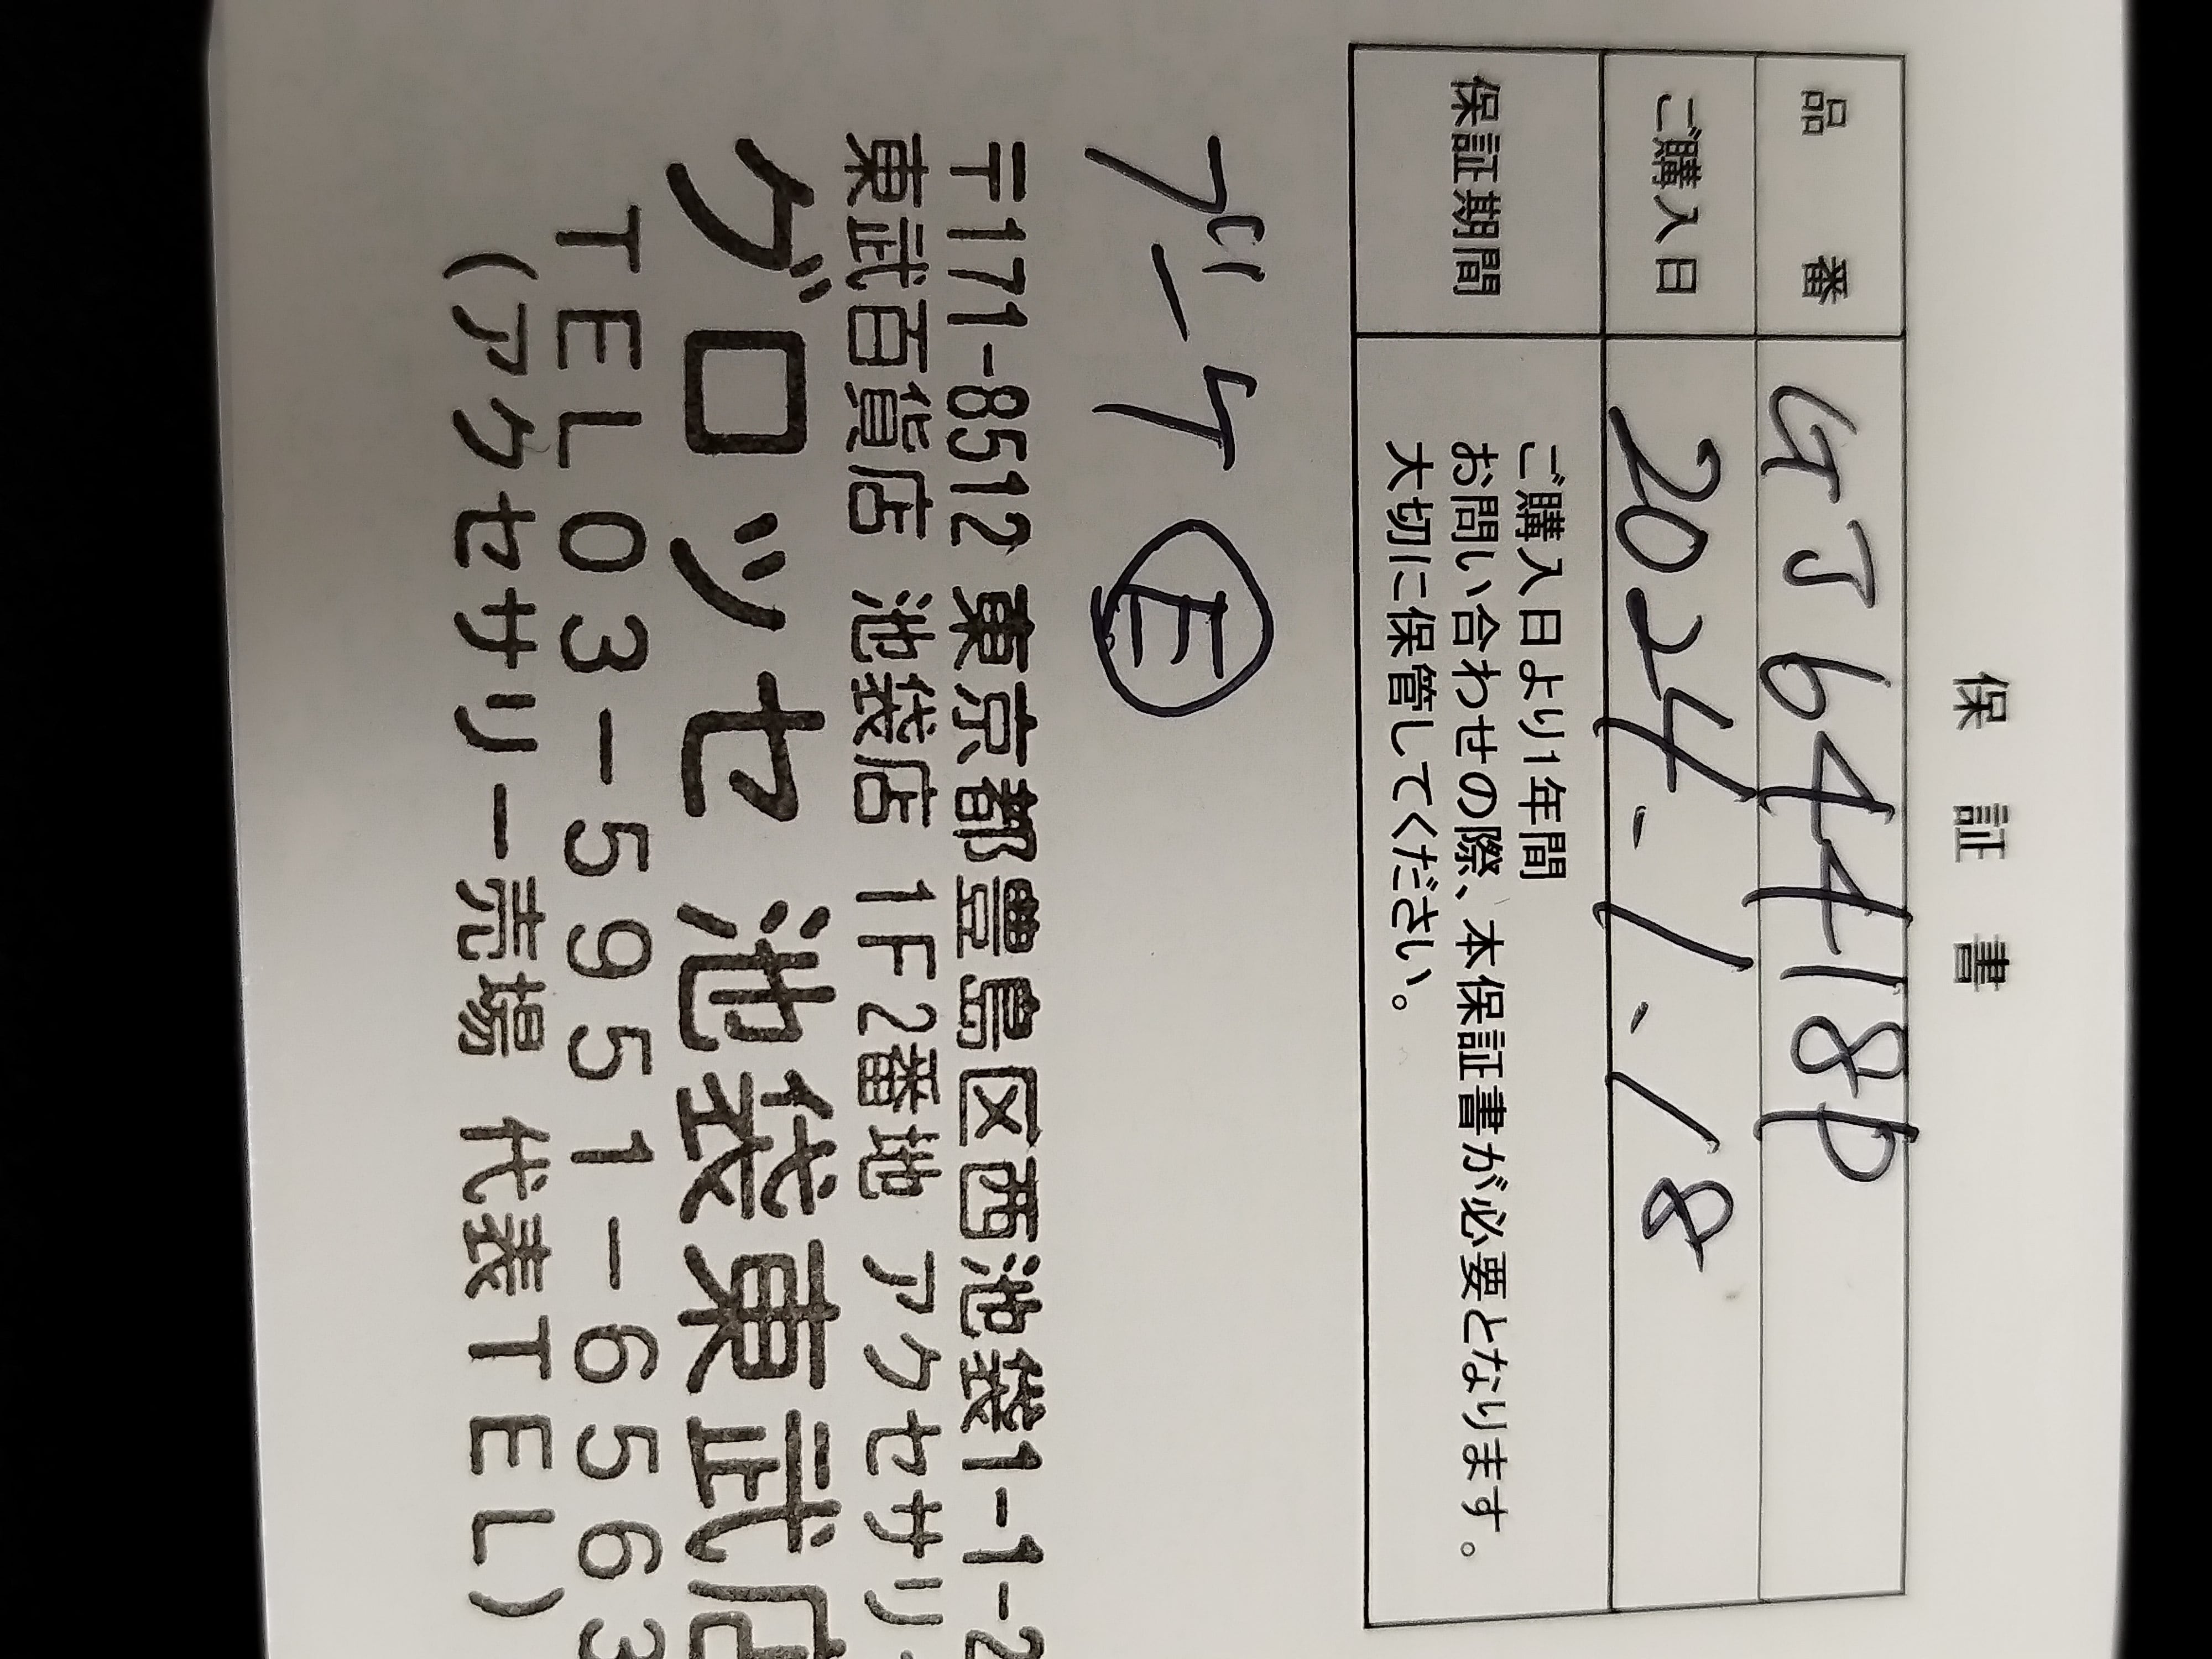 保証書
品番 GJ64418P
ご購入日 2024.1.18
保証期間 ご購入日より1年間
お問い合わせの際、本保証書が必要となります。
大切に保管してください。
ブーケ Ⓔ
〒171-8512 東京都豊島区西池袋1-1-2
東武百貨店 池袋店 1F2番地 アクセサリ
グロッセ 池袋東武店
TEL03-5951-6563
(アクセサリー売場 代表TEL)